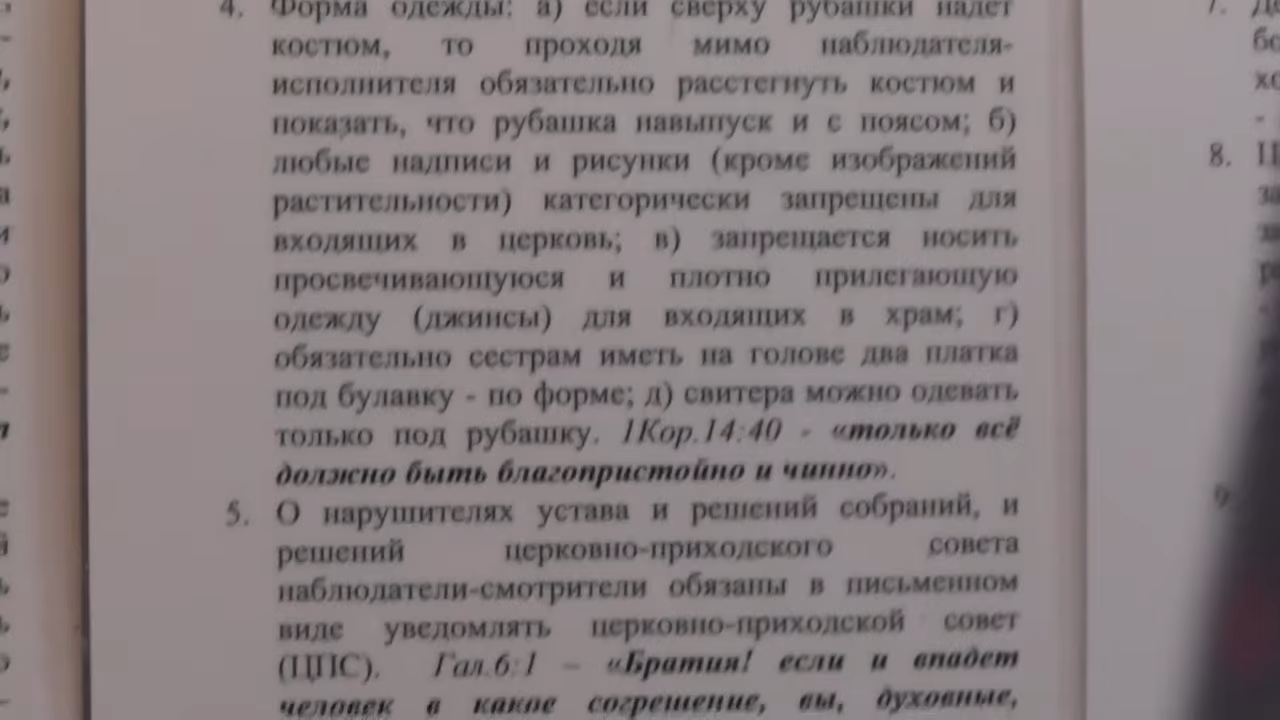 4. Форма одежды: а) если сверху рубашки надет
костюм, то проходя мимо наблюдателя-
исполнителя обязательно расстегнуть костюм и
показать, что рубашка навыпуск и с поясом; б)
любые надписи и рисунки (кроме изображений
растительности) категорически запрещены для
входящих в церковь; в) запрещается носить
просвечивающуюся и плотно прилегающую
одежду (джинсы) для входящих в храм; г)
обязательно сестрам иметь на голове два платка
под булавку - по форме; д) свитера можно одевать
только под рубашку. 1Кор.14:40 - «только всё
должно быть благопристойно и чинно».
5. О нарушителях устава и решений собраний, и
решений церковно-приходского совета
наблюдатели-смотрители обязаны в письменном
виде уведомлять церковно-приходской совет
(ЦПС). Гал.6:1 – «Братия! если и впадет
человек в какое согрешение, вы, духовные,
7.
8.
9